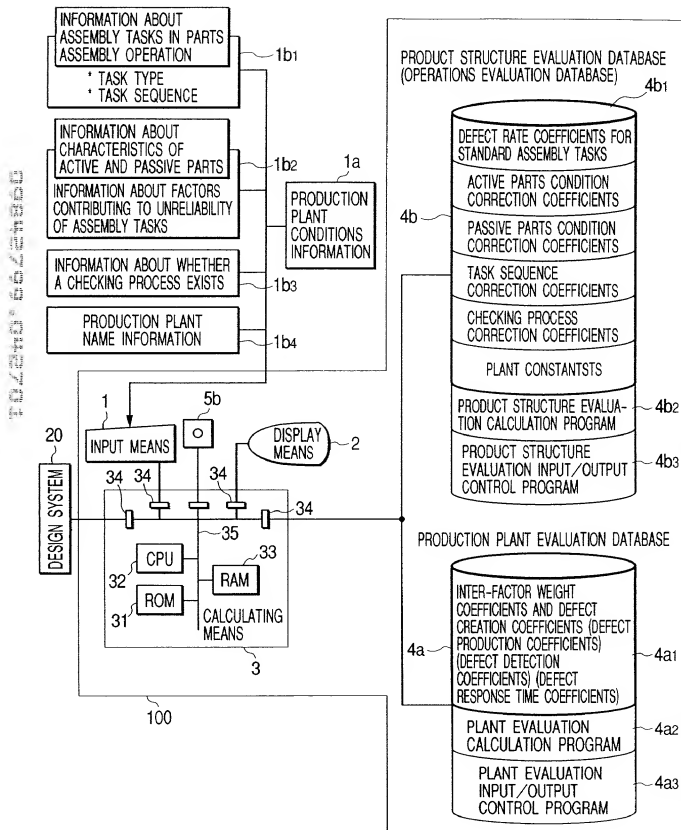 INFORMATION ABOUT
ASSEMBLY TASKS IN PARTS
ASSEMBLY OPERATION
* TASK TYPE
* TASK SEQUENCE
1b1
INFORMATION ABOUT
CHARACTERISTICS OF
ACTIVE AND PASSIVE PARTS
1b2
INFORMATION ABOUT FACTORS
CONTRIBUTING TO UNRELIABILITY
OF ASSEMBLY TASKS
INFORMATION ABOUT WHETHER
A CHECKING PROCESS EXISTS
1b3
PRODUCTION PLANT
NAME INFORMATION
1b4
1a
PRODUCTION
PLANT
CONDITIONS
INFORMATION
1
INPUT MEANS
5b
DISPLAY
MEANS
2
20
DESIGN SYSTEM
34
34
34
34
35
33
CPU
32
RAM
ROM
31
CALCULATING
MEANS
3
100
PRODUCT STRUCTURE EVALUATION DATABASE
(OPERATIONS EVALUATION DATABASE)
4b1
4b
DEFECT RATE COEFFICIENTS FOR
STANDARD ASSEMBLY TASKS
ACTIVE PARTS CONDITION
CORRECTION COEFFICIENTS
PASSIVE PARTS CONDITION
CORRECTION COEFFICIENTS
TASK SEQUENCE
CORRECTION COEFFICIENTS
CHECKING PROCESS
CORRECTION COEFFICIENTS
PLANT CONSTANTSTS
PRODUCT STRUCTURE EVALUA-
TION CALCULATION PROGRAM
4b2
PRODUCT STRUCTURE
EVALUATION INPUT/OUTPUT
CONTROL PROGRAM
4b3
PRODUCTION PLANT EVALUATION DATABASE
4a
INTER-FACTOR WEIGHT
COEFFICIENTS AND DEFECT
CREATION COEFFICIENTS (DEFECT
PRODUCTION COEFFICIENTS)
(DEFECT DETECTION
COEFFICIENTS) (DEFECT
RESPONSE TIME COEFFICIENTS)
4a1
PLANT EVALUATION
CALCULATION PROGRAM
4a2
PLANT EVALUATION
INPUT/OUTPUT
CONTROL PROGRAM
4a3